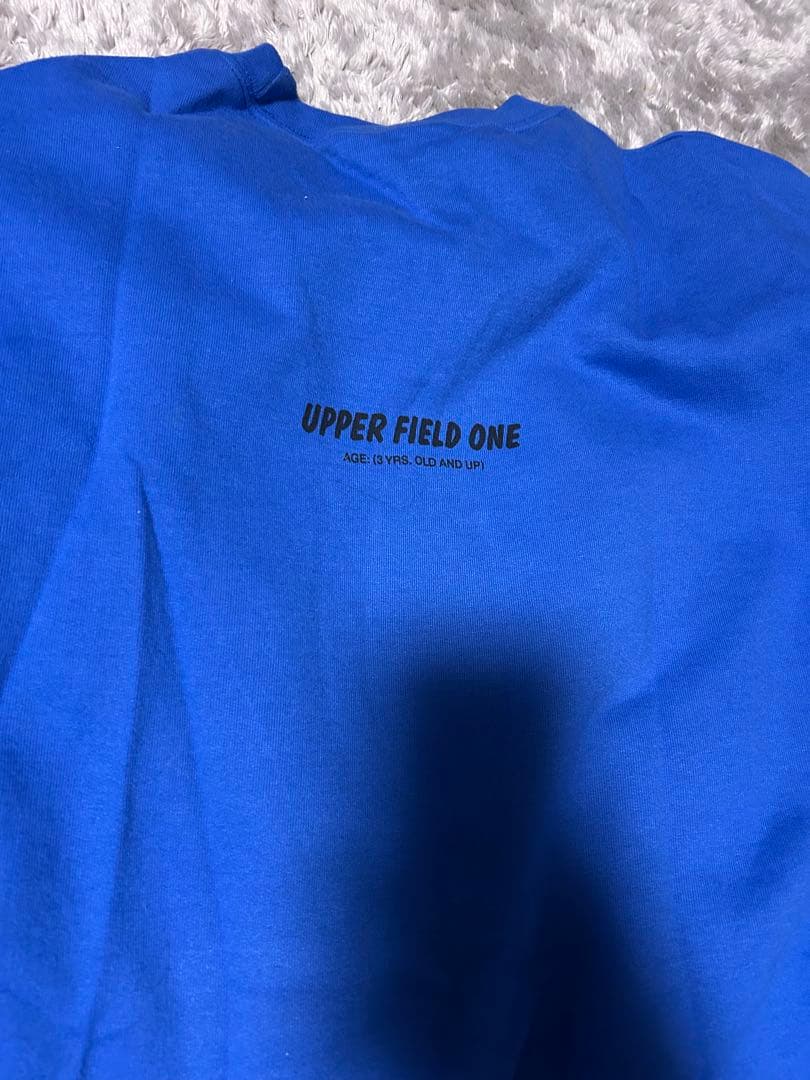 UPPER FIELD ONE
AGE: (3 YRS. OLD AND UP)